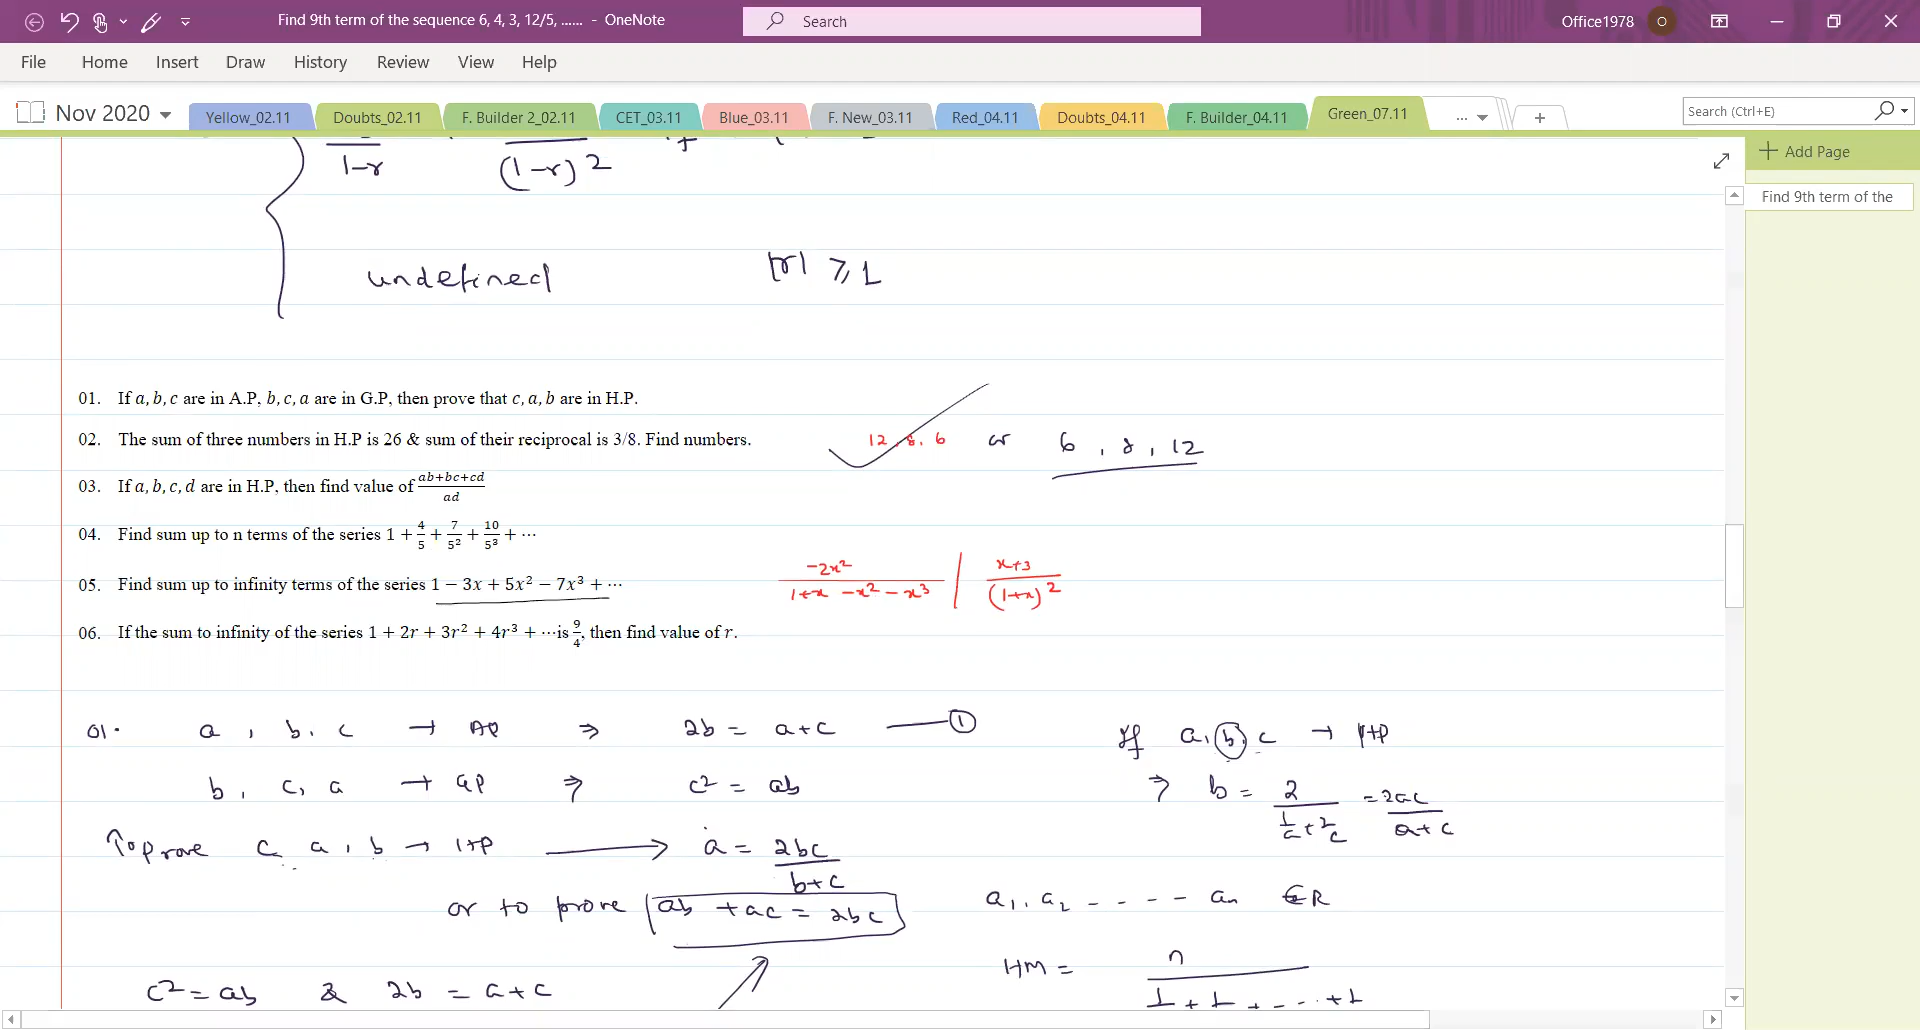 Find 9th term of the sequence 6, 4, 3, 12/5, ...... - OneNote
Search
Office1978
O
File Home Insert Draw History Review View Help
Nov 2020
Yellow_02.11 Doubts_02.11 F. Builder 2_02.11 CET_03.11 Blue_03.11 F. New_03.11 Red_04.11 Doubts_04.11 F. Builder_04.11 Green_07.11 ...
Search (Ctrl+E)
Add Page
Find 9th term of the
1-r (1-r)2
undefined |r| ⩾ 1
01. If a, b, c are in A.P, b, c, a are in G.P, then prove that c, a, b are in H.P.
02. The sum of three numbers in H.P is 26 & sum of their reciprocal is 3/8. Find numbers. 12, 8, 6 or 6, 8, 12
03. If a, b, c, d are in H.P, then find value of (ab+bc+cd)/ad
04. Find sum up to n terms of the series 1 + 4/5 + 7/5² + 10/5³ + ⋯
05. Find sum up to infinity terms of the series 1 − 3x + 5x² − 7x³ + ⋯ -2x²/(1+x-x²-x³) | (x+3)/(1+x)²
06. If the sum to infinity of the series 1 + 2r + 3r² + 4r³ + ⋯is 9/4, then find value of r.
01. a, b, c → AP ⇒ 2b = a+c —①
b, c, a → GP ⇒ c² = ab
To prove c, a, b → HP → a = 2bc/(b+c)
or to prove ab + ac = 2bc
c² = ab & 2b = a+c
If a, b, c → HP
⇒ b = 2/(1/a + 1/c) = 2ac/(a+c)
a₁, a₂ - - - - aₙ ∈ R
HM = n